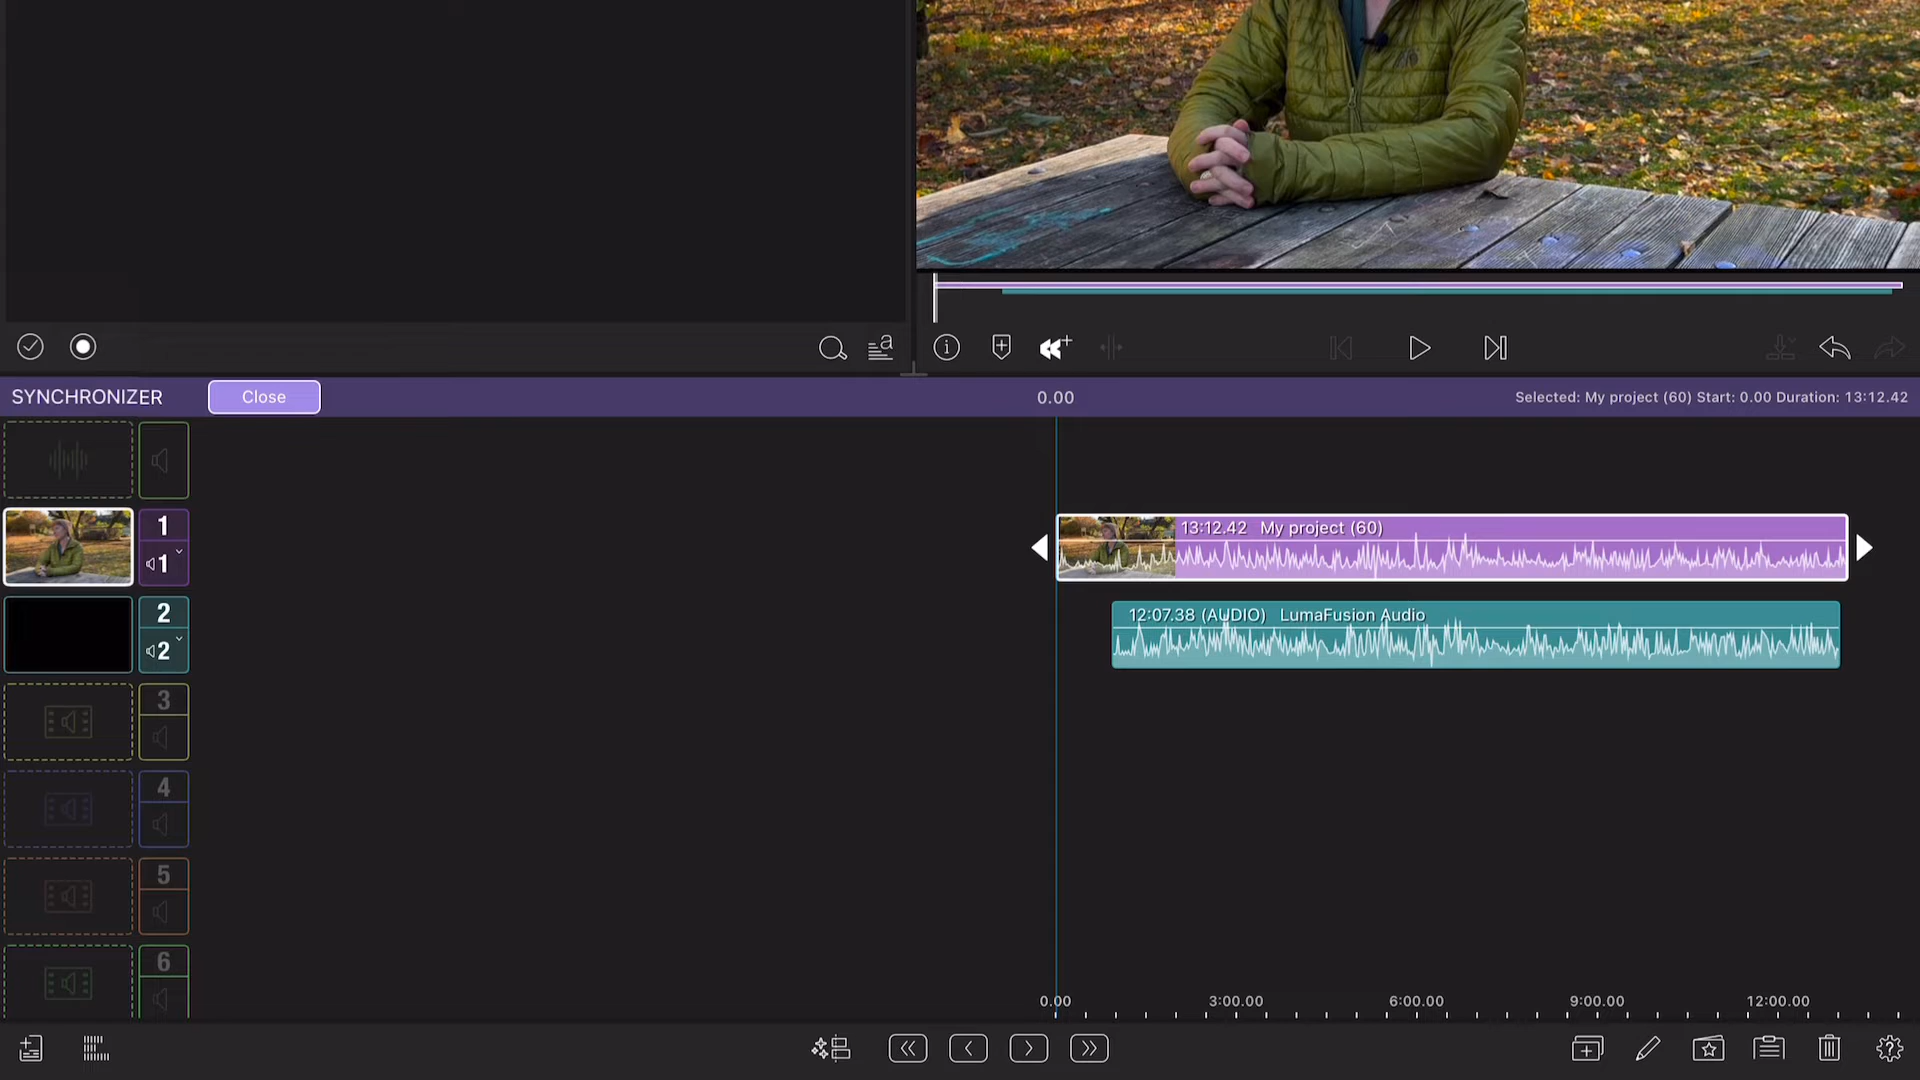 SYNCHRONIZER
Close
0.00
Selected: My project (60) Start: 0.00 Duration: 13:12.42
1
1
13:12.42 My project (60)
2
2
12:07.38 (AUDIO) LumaFusion Audio
3
4
5
6
0.00
3:00.00
6:00.00
9:00.00
12:00.00